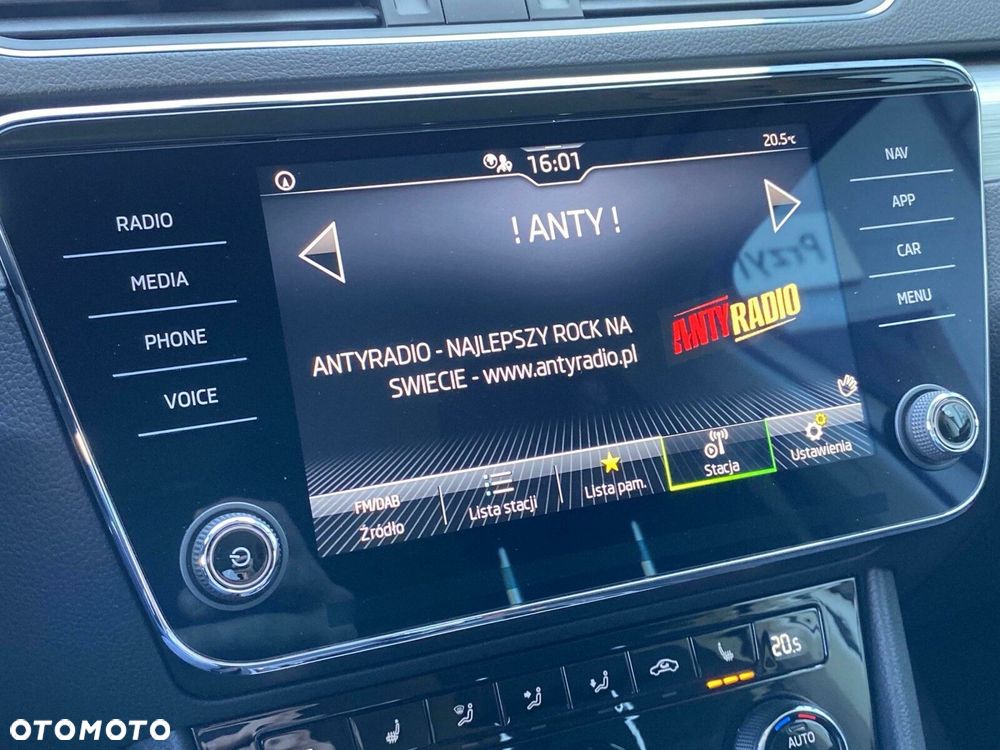 16:01
20.5°C
RADIO
MEDIA
PHONE
VOICE
! ANTY !
ANTYRADIO - NAJLEPSZY ROCK NA
SWIECIE - www.antyradio.pl
ANTYRADIO
FM/DAB
Źródło
Lista stacji
Lista pam.
Stacja
Ustawienia
NAV
APP
CAR
MENU
20.5
AUTO
OTOMOTO